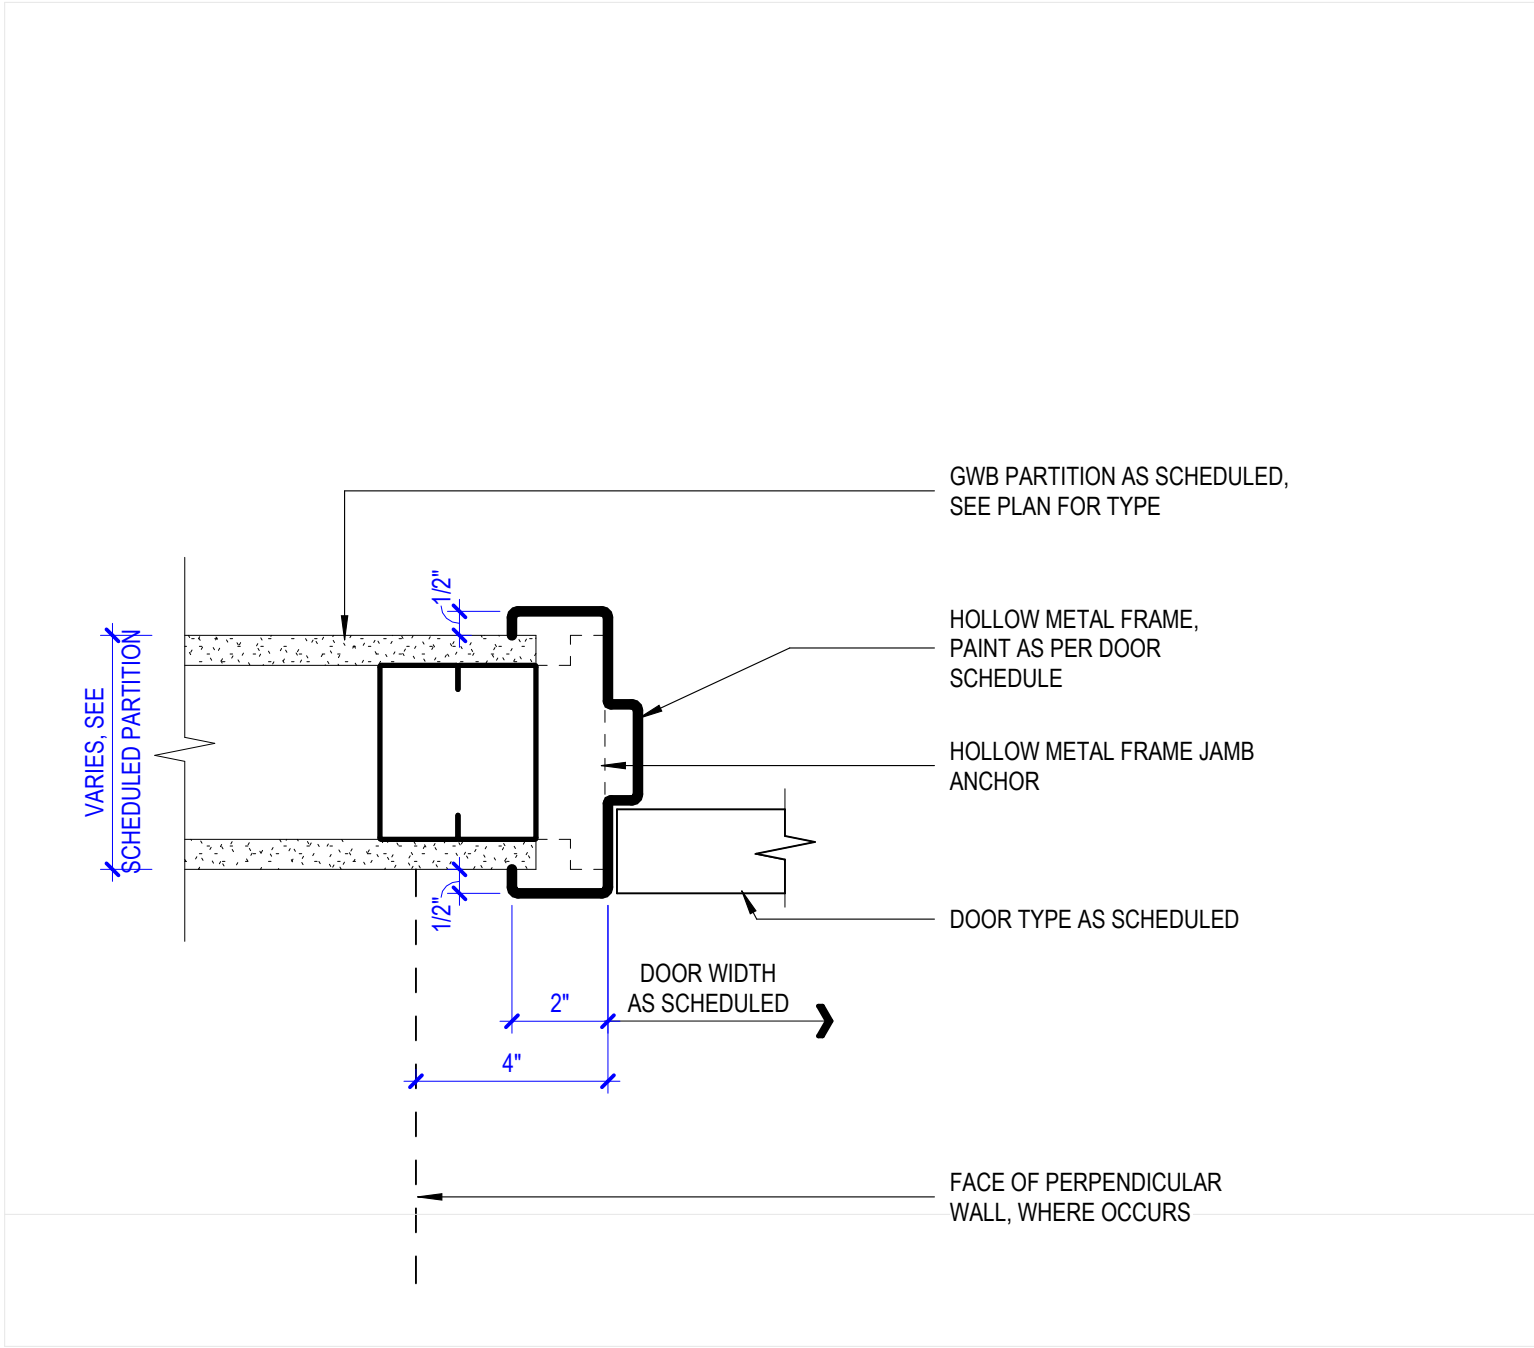 GWB PARTITION AS SCHEDULED,
SEE PLAN FOR TYPE
1/2"
HOLLOW METAL FRAME,
PAINT AS PER DOOR
SCHEDULE
VARIES, SEE
SCHEDULED PARTITION
HOLLOW METAL FRAME JAMB
ANCHOR
1/2"
DOOR TYPE AS SCHEDULED
DOOR WIDTH
AS SCHEDULED
2"
4"
FACE OF PERPENDICULAR
WALL, WHERE OCCURS